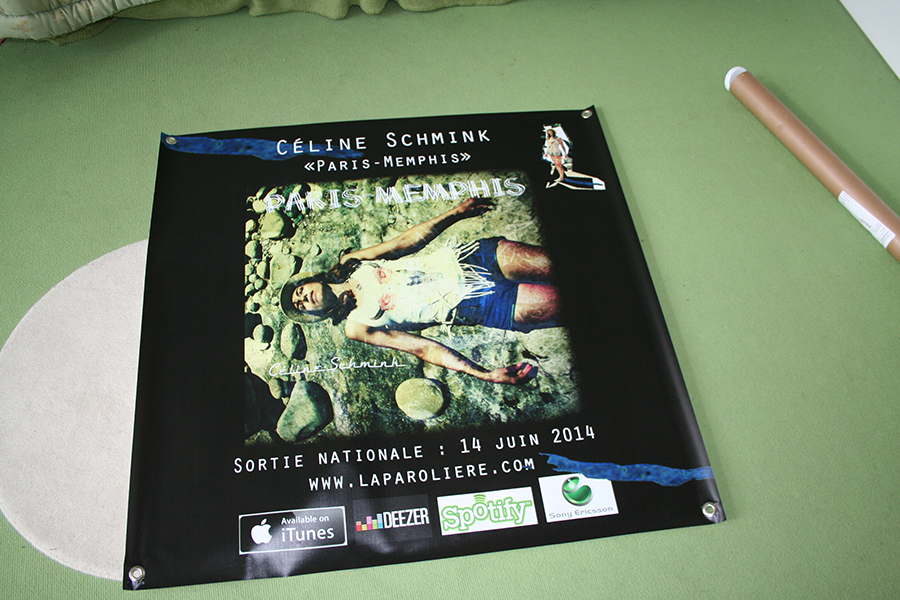 CÉLINE SCHMINK
«PARIS-MEMPHIS»
PARIS MEMPHIS
Céline Schmink
SORTIE NATIONALE : 14 JUIN 2014
WWW.LAPAROLIERE.COM
Available on
iTunes
DEEZER
Spotify
Sony Ericsson